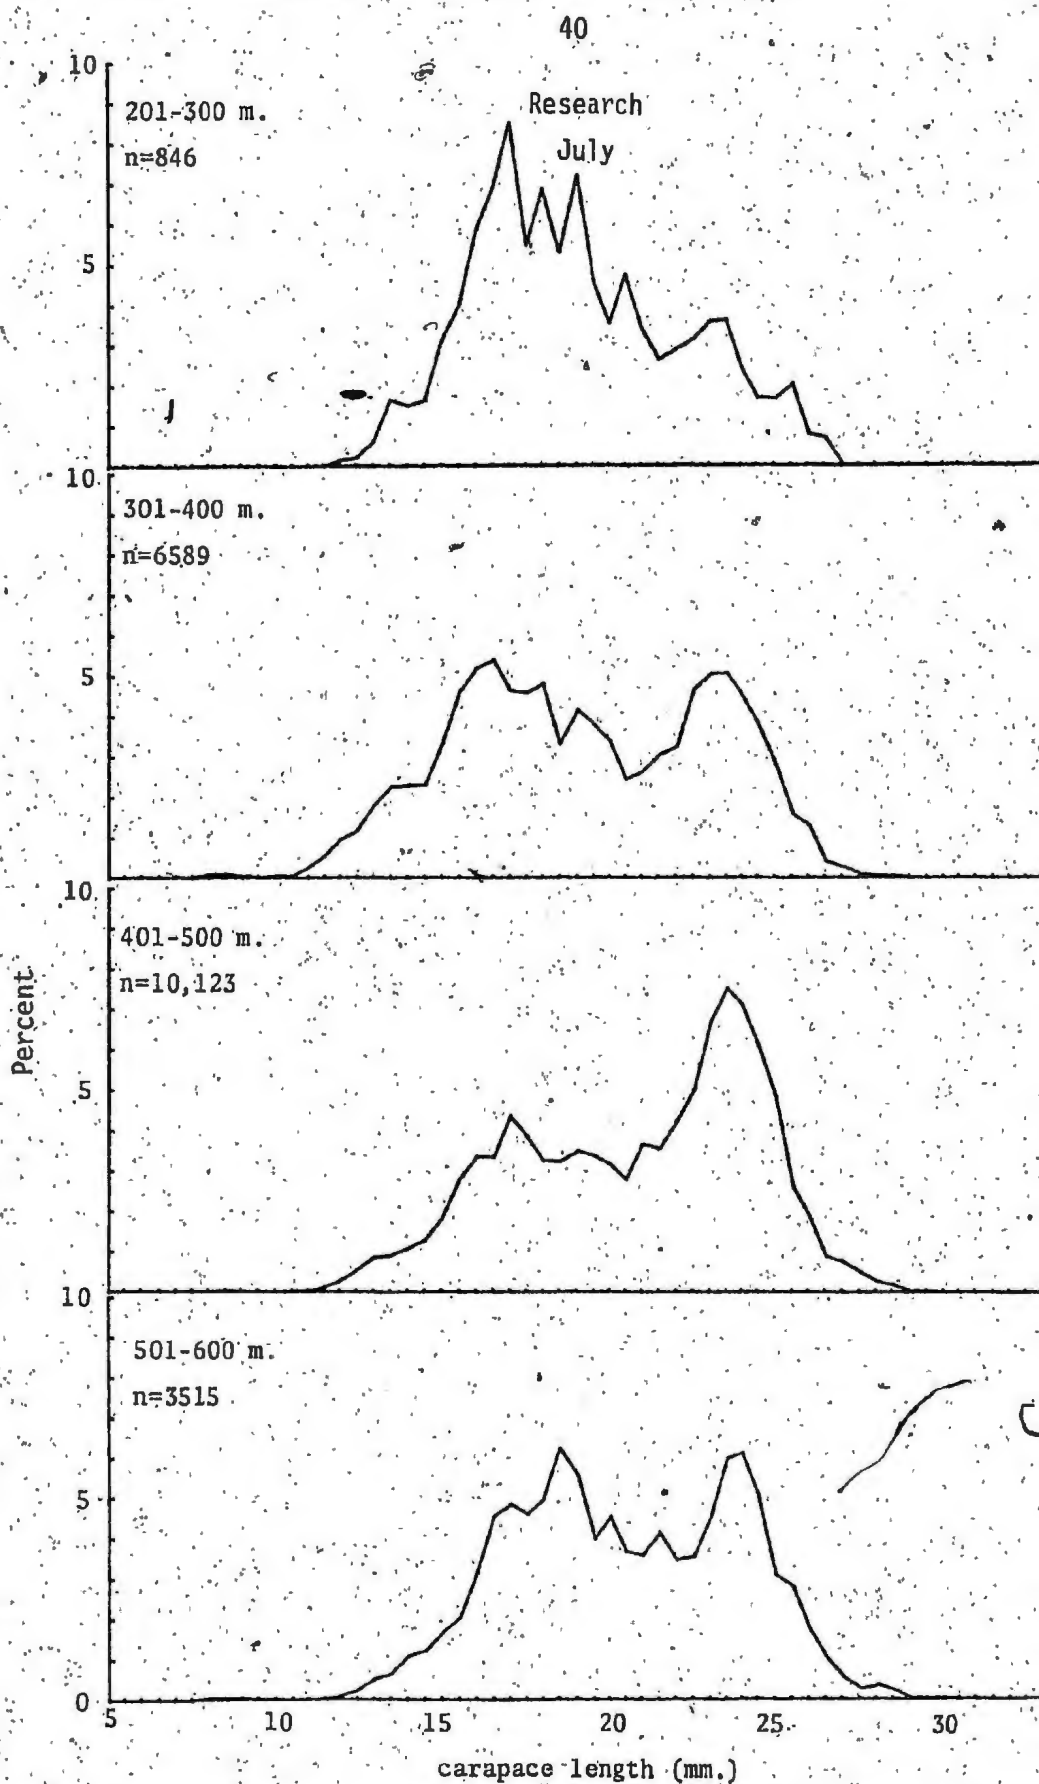 40
10
201-300 m.
n=846
Research
July
5
10
301-400 m.
n=6589
5
10
401-500 m.
n=10,123
Percent
5
10
501-600 m.
n=3515
5
0
5 10 15 20 25 30
carapace length (mm.)